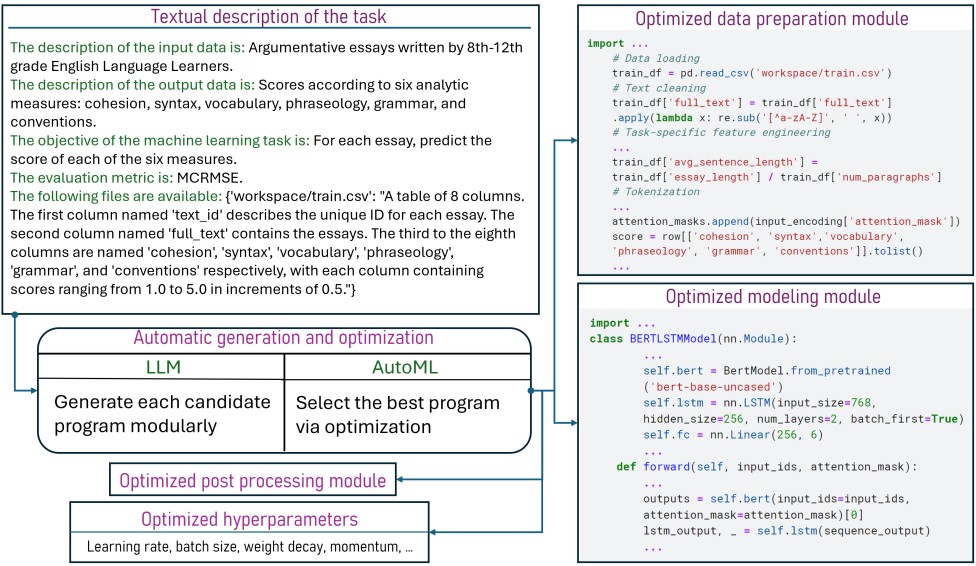 Textual description of the task
The description of the input data is: Argumentative essays written by 8th-12th
grade English Language Learners.
The description of the output data is: Scores according to six analytic
measures: cohesion, syntax, vocabulary, phraseology, grammar, and
conventions.
The objective of the machine learning task is: For each essay, predict the
score of each of the six measures.
The evaluation metric is: MCRMSE.
The following files are available: {'workspace/train.csv': "A table of 8 columns.
The first column named 'text_id' describes the unique ID for each essay. The
second column named 'full_text' contains the essays. The third to the eighth
columns are named 'cohesion', 'syntax', 'vocabulary', 'phraseology',
'grammar', and 'conventions' respectively, with each column containing
scores ranging from 1.0 to 5.0 in increments of 0.5."}
Automatic generation and optimization
LLM
AutoML
Generate each candidate
program modularly
Select the best program
via optimization
Optimized post processing module
Optimized hyperparameters
Learning rate, batch size, weight decay, momentum, ...
Optimized data preparation module
import ...
# Data loading
train_df = pd.read_csv('workspace/train.csv')
# Text cleaning
train_df['full_text'] = train_df['full_text']
.apply(lambda x: re.sub('[^a-zA-Z]', ' ', x))
# Task-specific feature engineering
...
train_df['avg_sentence_length'] =
train_df['essay_length'] / train_df['num_paragraphs']
# Tokenization
...
attention_masks.append(input_encoding['attention_mask'])
score = row[['cohesion', 'syntax','vocabulary',
'phraseology', 'grammar', 'conventions']].tolist()
...
Optimized modeling module
import ...
class BERTLSTMModel(nn.Module):
...
self.bert = BertModel.from_pretrained
('bert-base-uncased')
self.lstm = nn.LSTM(input_size=768,
hidden_size=256, num_layers=2, batch_first=True)
self.fc = nn.Linear(256, 6)
...
def forward(self, input_ids, attention_mask):
...
outputs = self.bert(input_ids=input_ids,
attention_mask=attention_mask)[0]
lstm_output, _ = self.lstm(sequence_output)
...